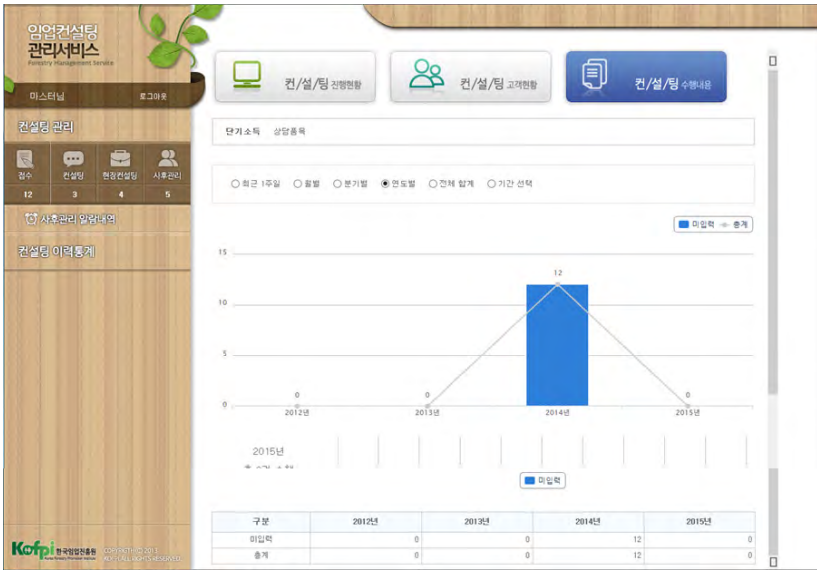 임업컨설팅
관리서비스
Forestry Management Service
미스터님 로그아웃
컨설팅 관리
접수 컨설팅 현장컨설팅 사후관리
12 3 4 5
사후관리 알람내역
컨설팅 이력통계
컨/설/팅 진행현황
컨/설/팅 고객현황
컨/설/팅 수행내용
단기소득 상담품목
최근 1주일 월별 분기별 연도별 전체 합계 기간 선택
미입력 총계
15
12
10
5
0 0 0 0
2012년 2013년 2014년 2015년
2015년
미입력
구분 2012년 2013년 2014년 2015년
미입력 0 0 12 0
총계 0 0 12 0
Kofpi 한국임업진흥원